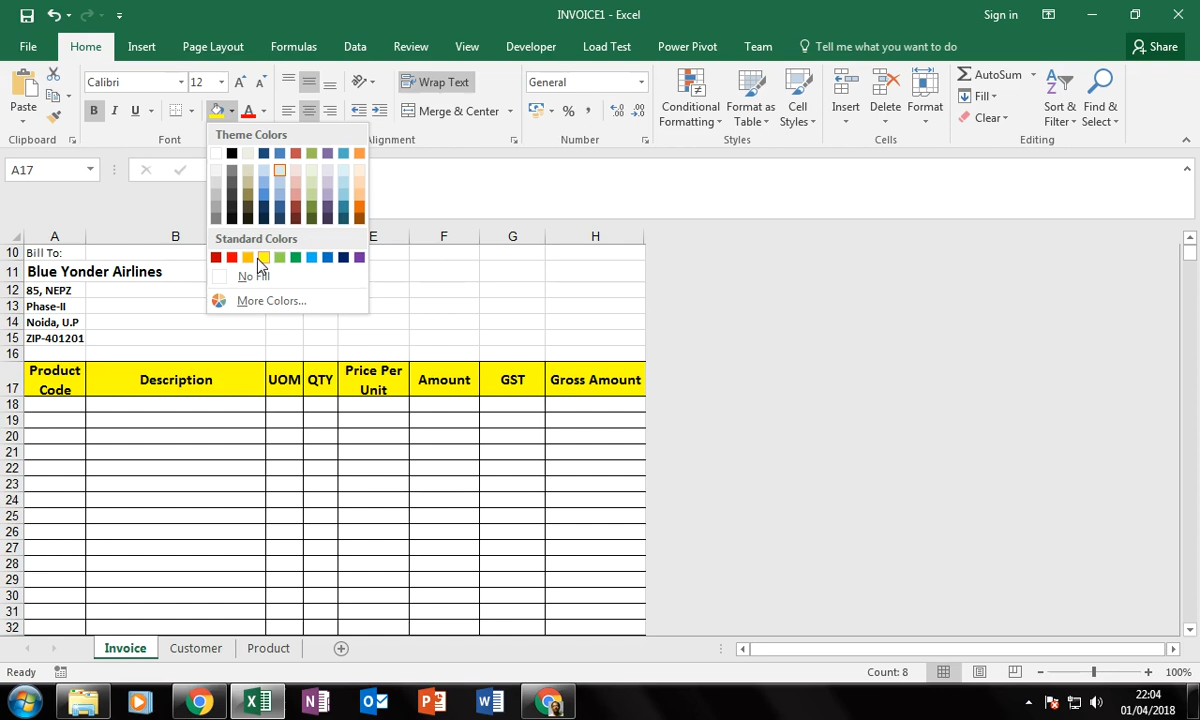 INVOICE1 - Excel
Sign in
File Home Insert Page Layout Formulas Data Review View Developer Load Test Power Pivot Team Tell me what you want to do Share
Paste
Calibri 12
B I U
Wrap Text
Merge & Center
General
%
Conditional Formatting
Format as Table
Cell Styles
Insert Delete Format
AutoSum
Fill
Clear
Sort & Filter
Find & Select
Clipboard Font Alignment Number Styles Cells Editing
A17
Theme Colors
Standard Colors
No Fill
More Colors...
A B E F G H
10 Bill To:
11 Blue Yonder Airlines
12 85, NEPZ
13 Phase-II
14 Noida, U.P
15 ZIP-401201
16
17 Product Code Description UOM QTY Price Per Unit Amount GST Gross Amount
18
19
20
21
22
23
24
25
26
27
28
29
30
31
32
Invoice Customer Product
Ready Count: 8 100%
22:04
01/04/2018